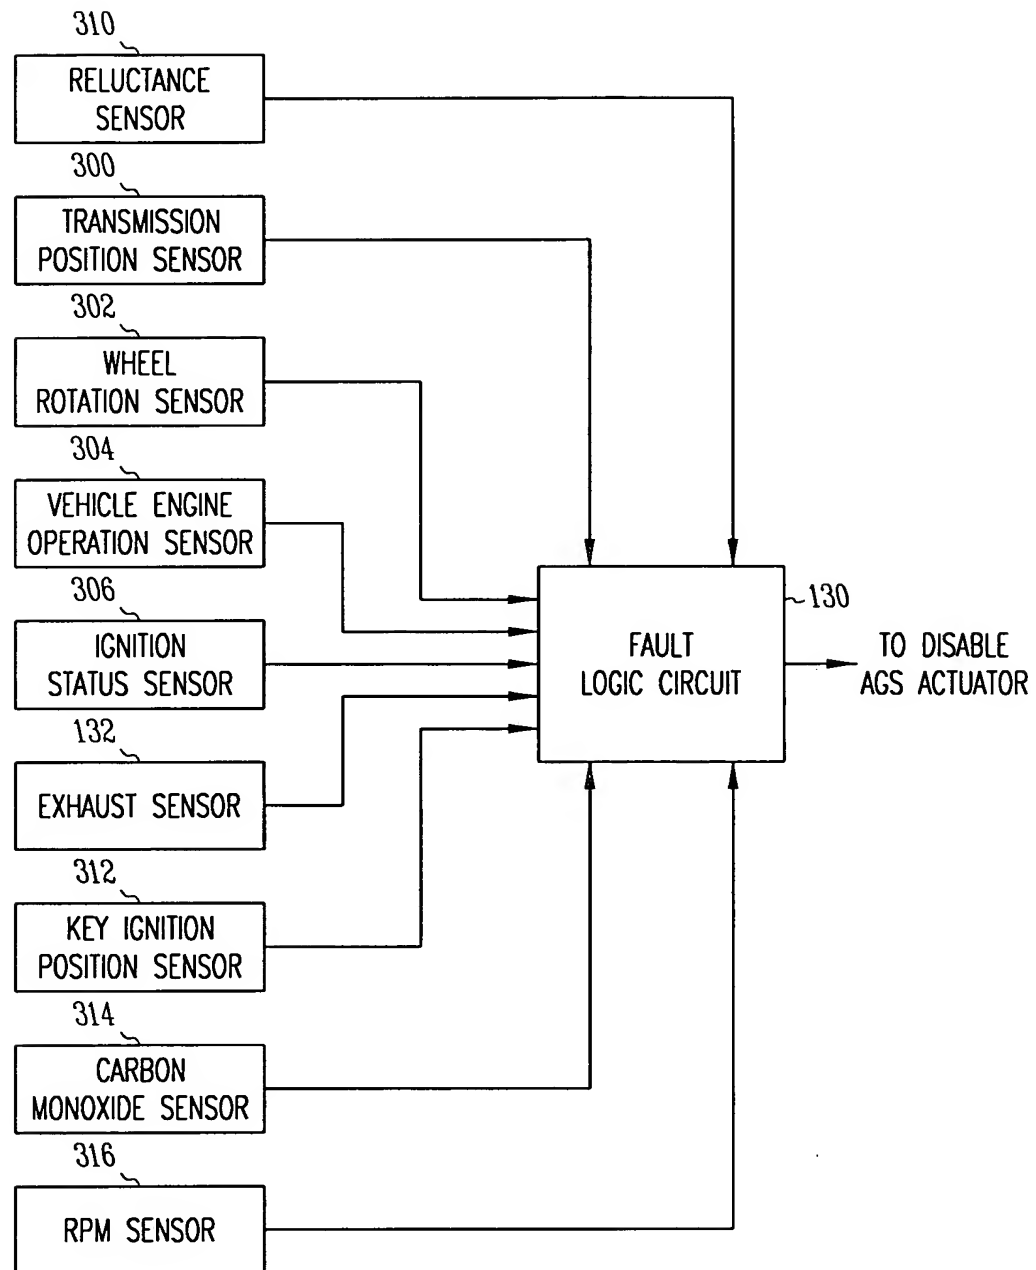 310
RELUCTANCE
SENSOR
300
TRANSMISSION
POSITION SENSOR
302
WHEEL
ROTATION SENSOR
304
VEHICLE ENGINE
OPERATION SENSOR
306
IGNITION
STATUS SENSOR
132
EXHAUST SENSOR
312
KEY IGNITION
POSITION SENSOR
314
CARBON
MONOXIDE SENSOR
316
RPM SENSOR
FAULT
LOGIC CIRCUIT
130
TO DISABLE
AGS ACTUATOR